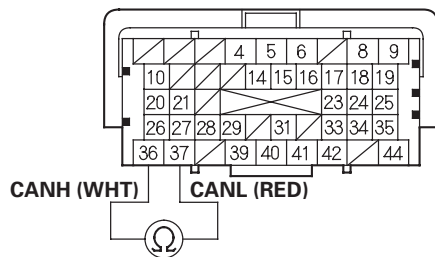 4 5 6 8 9
10 14 15 16 17 18 19
20 21 23 24 25
26 27 28 29 31 33 34 35
36 37 39 40 41 42 44
CANH (WHT) CANL (RED)
Ω